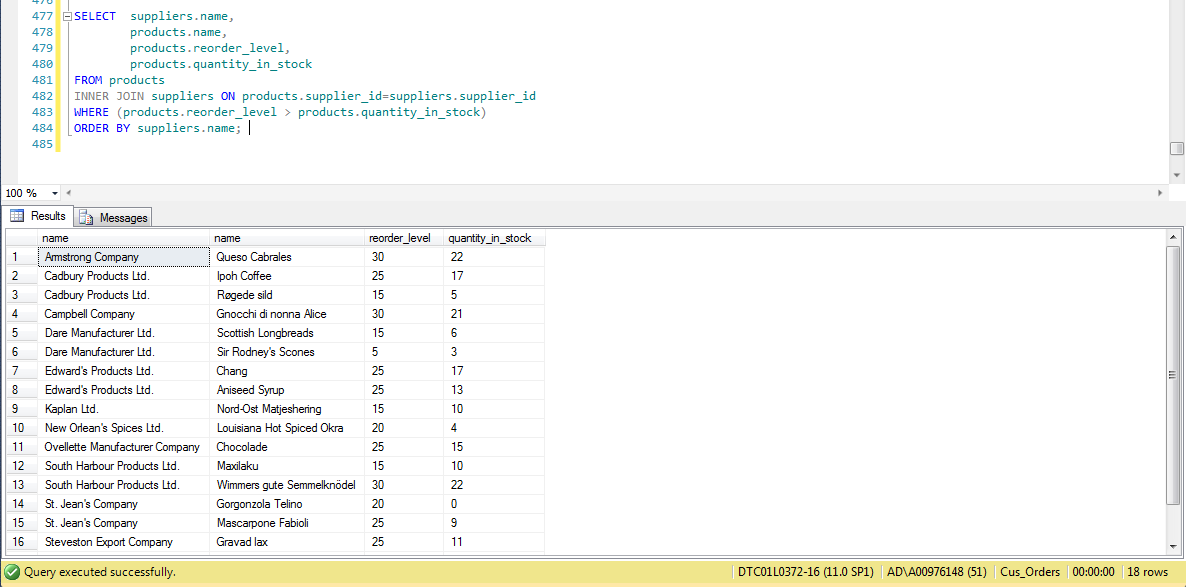 476
477 SELECT suppliers.name,
478 products.name,
479 products.reorder_level,
480 products.quantity_in_stock
481 FROM products
482 INNER JOIN suppliers ON products.supplier_id=suppliers.supplier_id
483 WHERE (products.reorder_level > products.quantity_in_stock)
484 ORDER BY suppliers.name;
485
100 %
Results Messages
name name reorder_level quantity_in_stock
1 Armstrong Company Queso Cabrales 30 22
2 Cadbury Products Ltd. Ipoh Coffee 25 17
3 Cadbury Products Ltd. Røgede sild 15 5
4 Campbell Company Gnocchi di nonna Alice 30 21
5 Dare Manufacturer Ltd. Scottish Longbreads 15 6
6 Dare Manufacturer Ltd. Sir Rodney's Scones 5 3
7 Edward's Products Ltd. Chang 25 17
8 Edward's Products Ltd. Aniseed Syrup 25 13
9 Kaplan Ltd. Nord-Ost Matjeshering 15 10
10 New Orlean's Spices Ltd. Louisiana Hot Spiced Okra 20 4
11 Ovellette Manufacturer Company Chocolade 25 15
12 South Harbour Products Ltd. Maxilaku 15 10
13 South Harbour Products Ltd. Wimmers gute Semmelknödel 30 22
14 St. Jean's Company Gorgonzola Telino 20 0
15 St. Jean's Company Mascarpone Fabioli 25 9
16 Steveston Export Company Gravad lax 25 11
Query executed successfully. DTC01L0372-16 (11.0 SP1) AD\A00976148 (51) Cus_Orders 00:00:00 18 rows